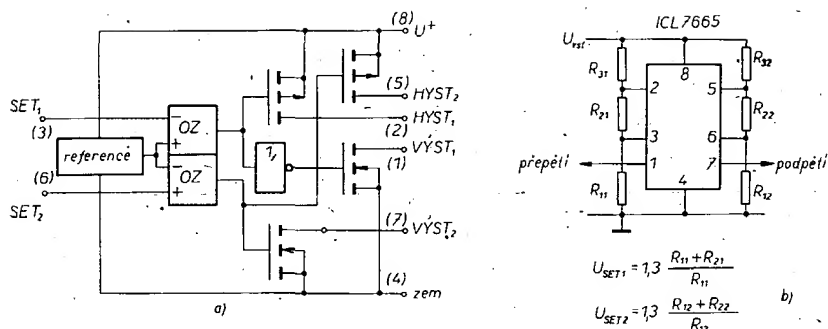 (8)
U⁺
(5)
HYST₂
HYST₁
(2)
VÝST₁
(1)
(7)
VÝST₂
(4)
zem
SET₁
(3)
reference
(6)
SET₂
OZ
OZ
1
a)
ICL7665
R₃₁
R₃₂
8
2
5
R₂₁
R₂₂
3
6
přepětí
1
7
podpětí
R₁₁
4
R₁₂
U_SET1 = 1,3 (R₁₁+R₂₁)/R₁₁
b)
U_SET2 = 1,3 (R₁₂+R₂₂)/R₁₂